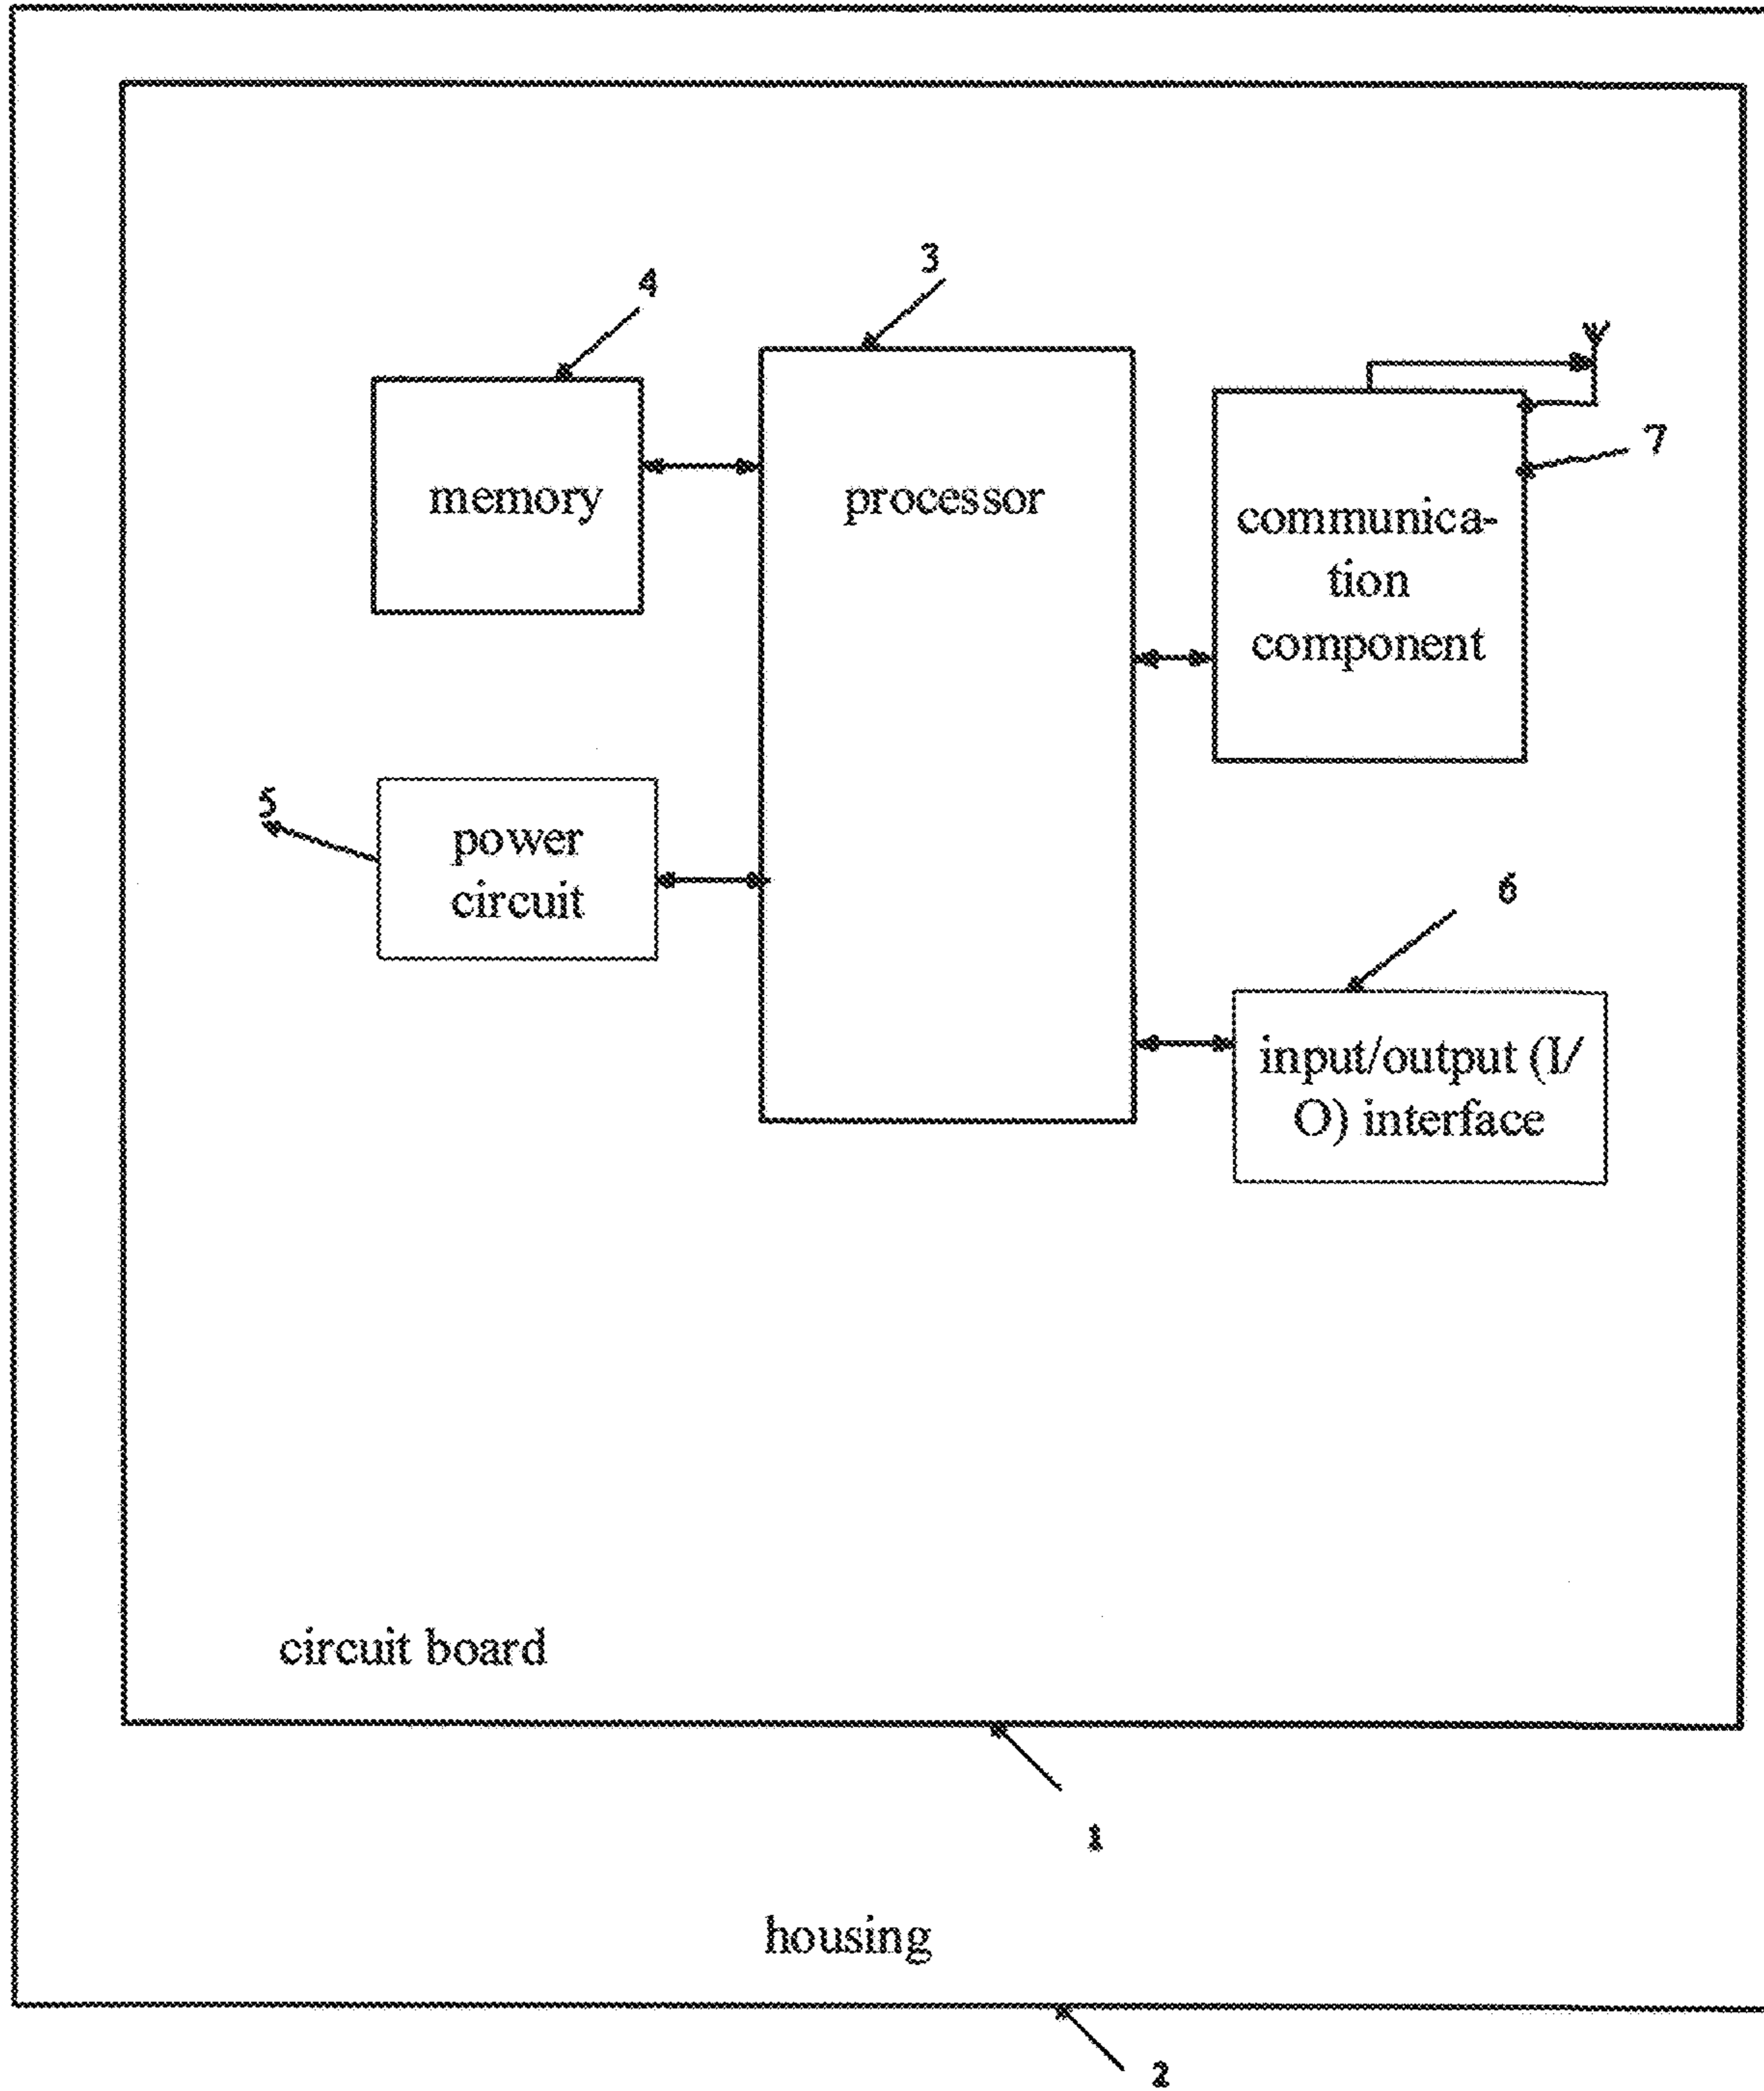 3
4
7
memory
processor
communica-
tion
component
5
power
circuit
6
input/output (I/
O) interface
circuit board
1
housing
2